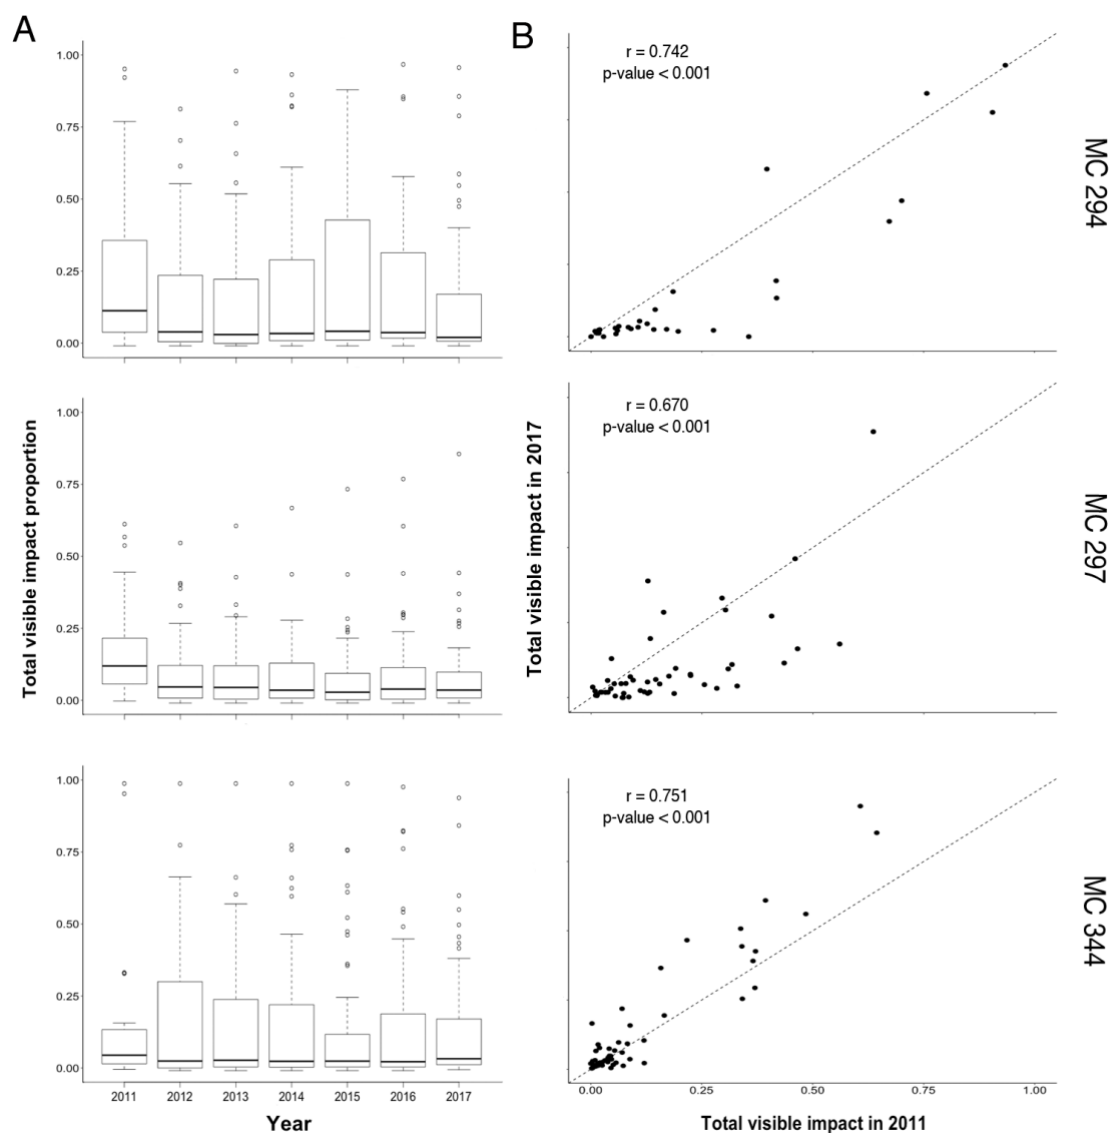 A
1.00
0.75
0.50
0.25
0.00
1.00
0.75
0.50
0.25
0.00
1.00
0.75
0.50
0.25
0.00
Total visible impact proportion
2011 2012 2013 2014 2015 2016 2017
Year
B
r = 0.742
p-value < 0.001
MC 294
r = 0.670
p-value < 0.001
MC 297
r = 0.751
p-value < 0.001
MC 344
Total visible impact in 2017
0.00 0.25 0.50 0.75 1.00
Total visible impact in 2011